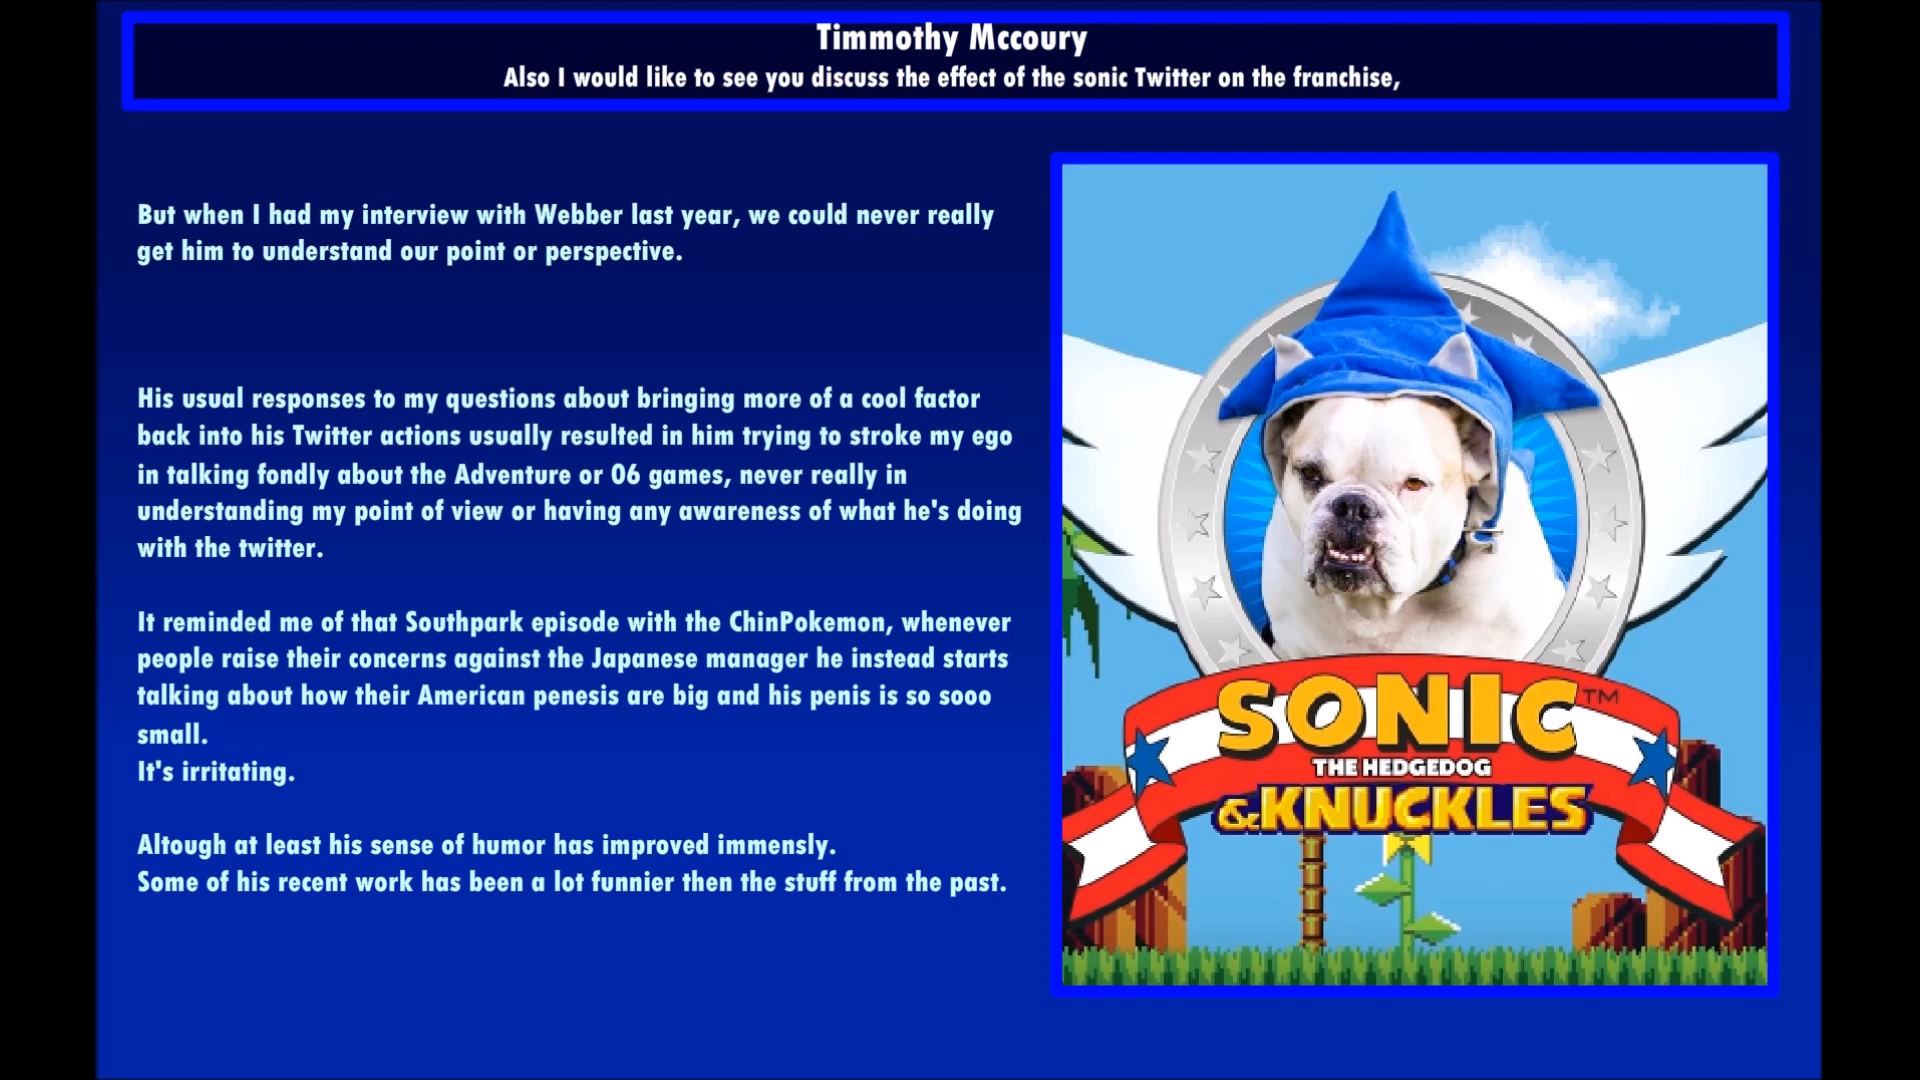 Timmothy Mccoury
Also I would like to see you discuss the effect of the sonic Twitter on the franchise,
But when I had my interview with Webber last year, we could never really
get him to understand our point or perspective.
His usual responses to my questions about bringing more of a cool factor
back into his Twitter actions usually resulted in him trying to stroke my ego
in talking fondly about the Adventure or 06 games, never really in
understanding my point of view or having any awareness of what he's doing
with the twitter.
It reminded me of that Southpark episode with the ChinPokemon, whenever
people raise their concerns against the Japanese manager he instead starts
talking about how their American penesis are big and his penis is so sooo
small.
It's irritating.
Altough at least his sense of humor has improved immensly.
Some of his recent work has been a lot funnier then the stuff from the past.
SONIC TM
THE HEDGEDOG
&KNUCKLES